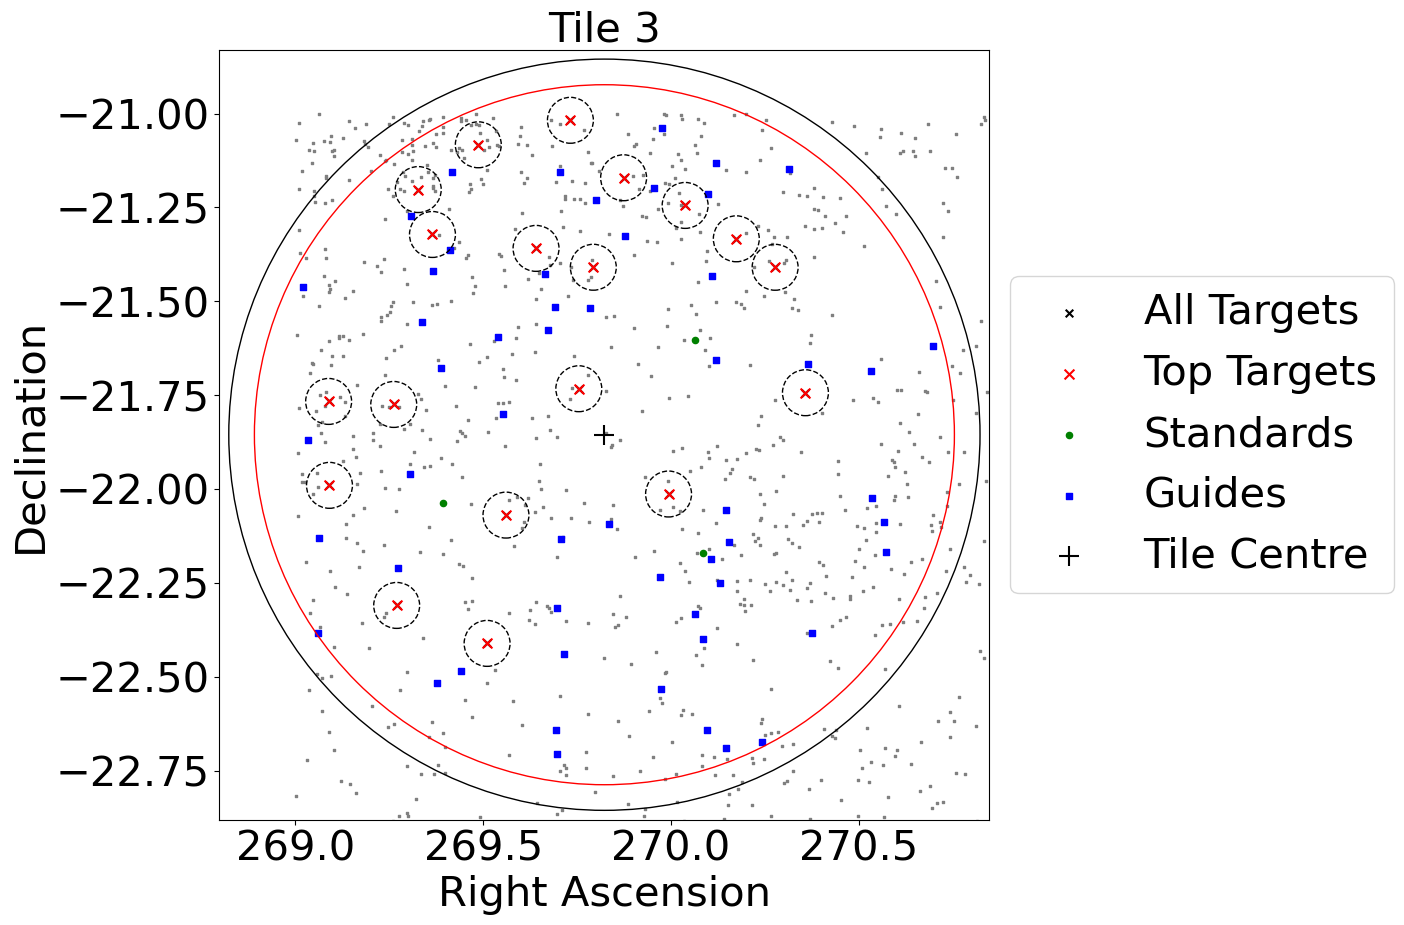 Tile 3
Declination
−21.00
−21.25
−21.50
−21.75
−22.00
−22.25
−22.50
−22.75
269.0 269.5 270.0 270.5
Right Ascension
All Targets
Top Targets
Standards
Guides
Tile Centre